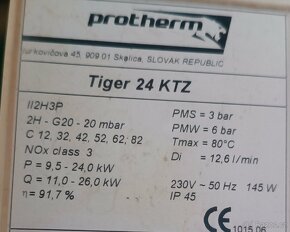 protherm
Jurkovičova 45, 909 01 Skalica, SLOVAK REPUBLIC
Tiger 24 KTZ
II2H3P
2H - G20 - 20 mbar
C 12, 32, 42, 52, 62, 82
NOx class 3
P = 9,5 - 24,0 kW
Q = 11,0 - 26,0 kW
η = 91,7 %
PMS = 3 bar
PMW = 6 bar
Tmax = 80°C
Di = 12,6 l/min
230V ~ 50 Hz 145 W
IP 45
CE 1015.06